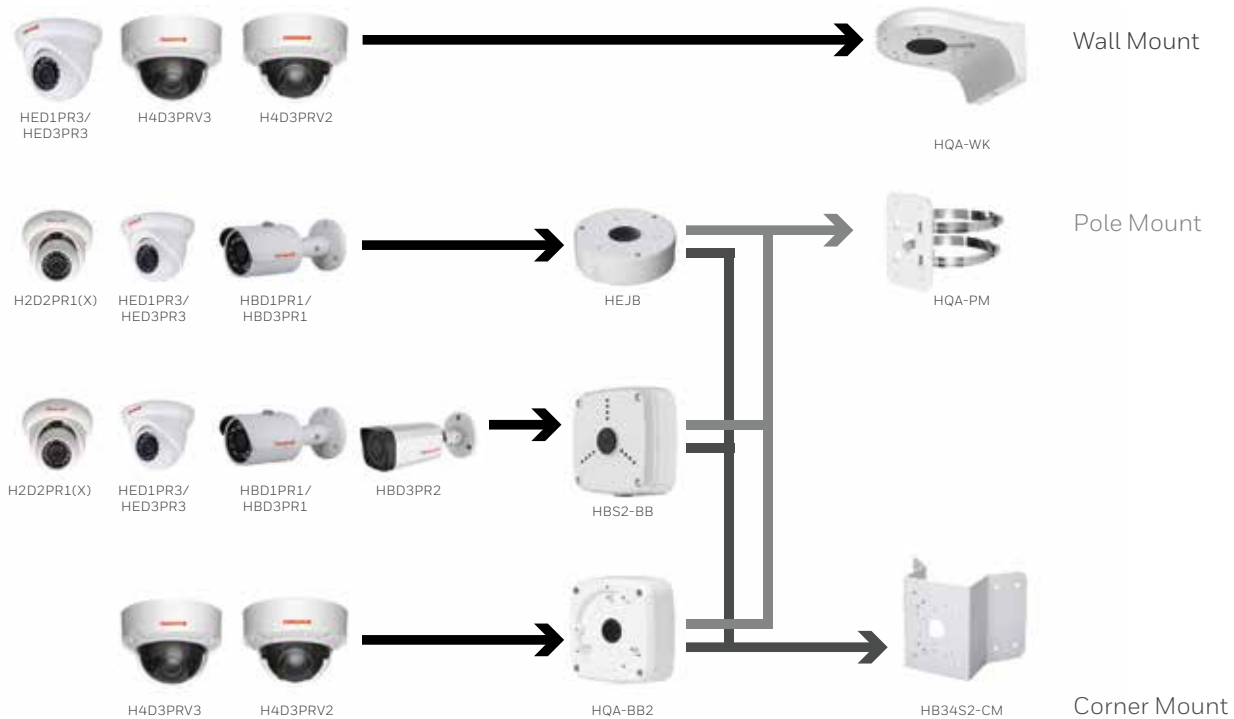 Wall Mount
HED1PR3/
HED3PR3
H4D3PRV3
H4D3PRV2
HQA-WK
Pole Mount
H2D2PR1(X)
HED1PR3/
HED3PR3
HBD1PR1/
HBD3PR1
HEJB
HQA-PM
H2D2PR1(X)
HED1PR3/
HED3PR3
HBD1PR1/
HBD3PR1
HBD3PR2
HBS2-BB
H4D3PRV3
H4D3PRV2
HQA-BB2
HB34S2-CM
Corner Mount